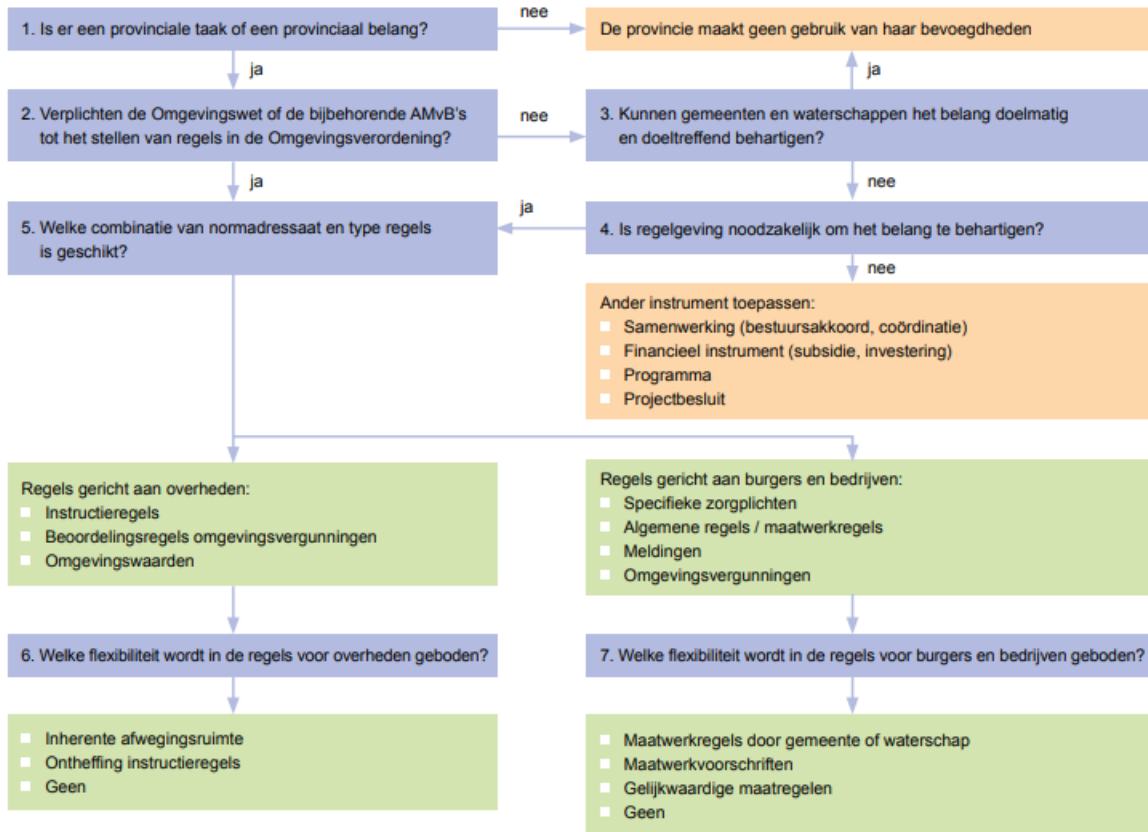 1. Is er een provinciale taak of een provinciaal belang?
nee
De provincie maakt geen gebruik van haar bevoegdheden
ja
ja
2. Verplichten de Omgevingswet of de bijbehorende AMvB's
tot het stellen van regels in de Omgevingsverordening?
nee
3. Kunnen gemeenten en waterschappen het belang doelmatig
en doeltreffend behartigen?
ja
nee
5. Welke combinatie van normadressaat en type regels
is geschikt?
ja
4. Is regelgeving noodzakelijk om het belang te behartigen?
nee
Ander instrument toepassen:
Samenwerking (bestuursakkoord, coördinatie)
Financieel instrument (subsidie, investering)
Programma
Projectbesluit
Regels gericht aan overheden:
Instructieregels
Beoordelingsregels omgevingsvergunningen
Omgevingswaarden
Regels gericht aan burgers en bedrijven:
Specifieke zorgplichten
Algemene regels / maatwerkregels
Meldingen
Omgevingsvergunningen
6. Welke flexibiliteit wordt in de regels voor overheden geboden?
7. Welke flexibiliteit wordt in de regels voor burgers en bedrijven geboden?
Inherente afwegingsruimte
Ontheffing instructieregels
Geen
Maatwerkregels door gemeente of waterschap
Maatwerkvoorschriften
Gelijkwaardige maatregelen
Geen